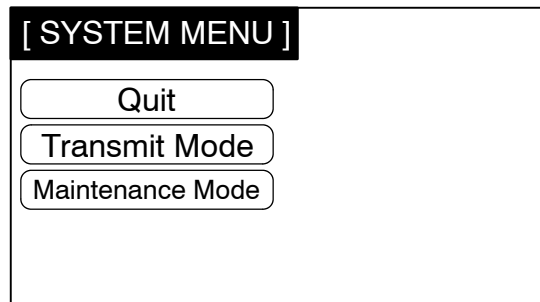 [ SYSTEM MENU ]
Quit
Transmit Mode
Maintenance Mode